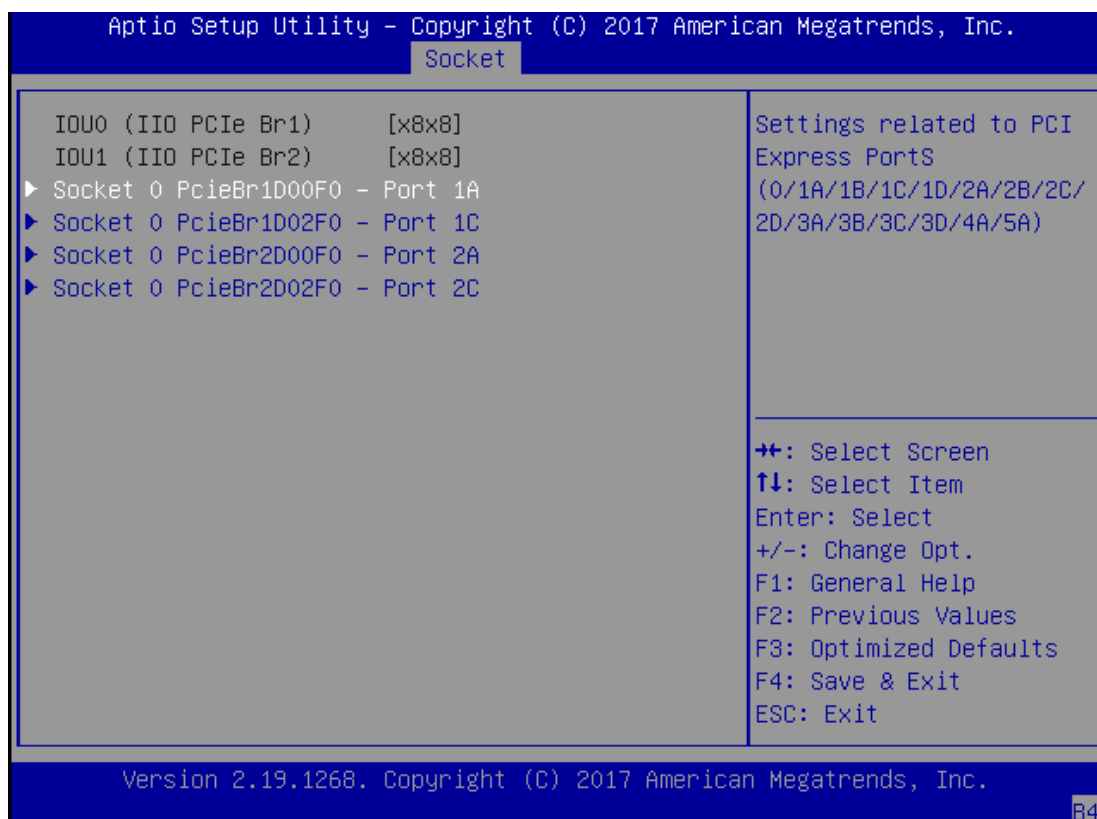 Aptio Setup Utility – Copyright (C) 2017 American Megatrends, Inc.
Socket
IOU0 (IIO PCIe Br1) [x8x8]
IOU1 (IIO PCIe Br2) [x8x8]
Socket 0 PcieBr1D00F0 – Port 1A
Socket 0 PcieBr1D02F0 – Port 1C
Socket 0 PcieBr2D00F0 – Port 2A
Socket 0 PcieBr2D02F0 – Port 2C
Settings related to PCI
Express PortS
(0/1A/1B/1C/1D/2A/2B/2C/
2D/3A/3B/3C/3D/4A/5A)
→←: Select Screen
↑↓: Select Item
Enter: Select
+/-: Change Opt.
F1: General Help
F2: Previous Values
F3: Optimized Defaults
F4: Save & Exit
ESC: Exit
Version 2.19.1268. Copyright (C) 2017 American Megatrends, Inc.
B4